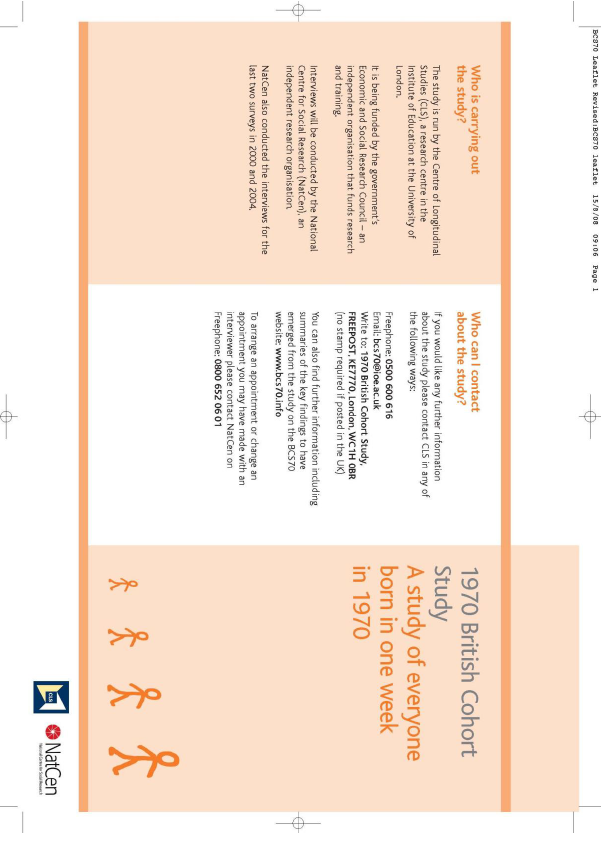 BCS70 Leaflet Revised:BCS70 leaflet  15/8/08  09:06  Page 1
Who is carrying out
the study?
The study is run by the Centre of Longitudinal
Studies (CLS), a research centre in the
Institute of Education at the University of
London.
It is being funded by the government's
Economic and Social Research Council – an
independent organisation that funds research
and training.
Interviews will be conducted by the National
Centre for Social Research (NatCen), an
independent research organisation.
NatCen also conducted the interviews for the
last two surveys in 2000 and 2004.
Who can I contact
about the study?
If you would like any further information
about the study please contact CLS in any of
the following ways:
Freephone: 0500 600 616
Email: bcs70@ioe.ac.uk
Write to: 1970 British Cohort Study,
FREEPOST, KE7770, London, WC1H 0BR
(no stamp required if posted in the UK)
You can also find further information including
summaries of the key findings to have
emerged from the study on the BCS70
website: www.bcs70.info
To arrange an appointment or change an
appointment you may have made with an
interviewer please contact NatCen on
Freephone: 0800 652 06 01
1970 British Cohort
Study
A study of everyone
born in one week
in 1970
CLS
NatCen
National Centre for Social Research